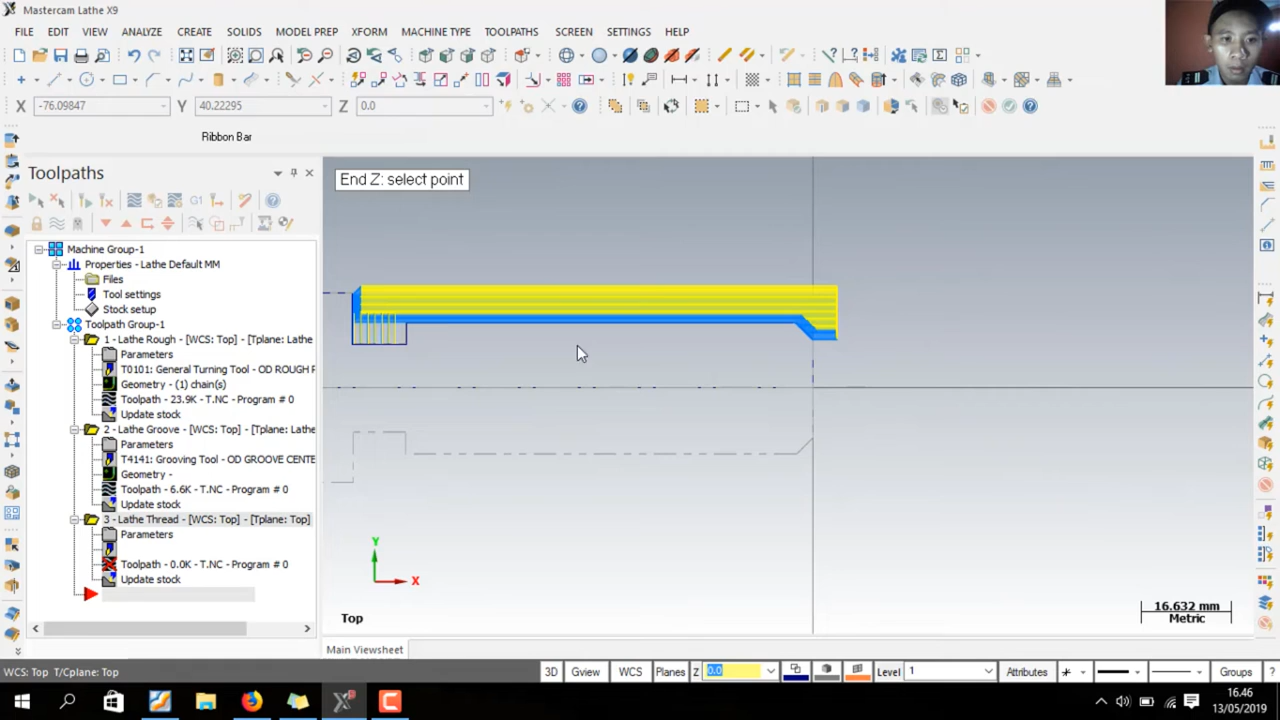 Mastercam Lathe X9
FILE EDIT VIEW ANALYZE CREATE SOLIDS MODEL PREP XFORM MACHINE TYPE TOOLPATHS SCREEN SETTINGS HELP
X -76.09847 Y 40.22295 Z 0.0
Ribbon Bar
Toolpaths
End Z: select point
G1
Machine Group-1
Properties - Lathe Default MM
Files
Tool settings
Stock setup
Toolpath Group-1
1 - Lathe Rough - [WCS: Top] - [Tplane: Lathe
Parameters
T0101: General Turning Tool - OD ROUGH F
Geometry - (1) chain(s)
Toolpath - 23.9K - T.NC - Program # 0
Update stock
2 - Lathe Groove - [WCS: Top] - [Tplane: Lathe
Parameters
T4141: Grooving Tool - OD GROOVE CENTE
Geometry -
Toolpath - 6.6K - T.NC - Program # 0
Update stock
3 - Lathe Thread - [WCS: Top] - [Tplane: Top]
Parameters
Toolpath - 0.0K - T.NC - Program # 0
Update stock
Y
X
Top
16.632 mm
Metric
Main Viewsheet
WCS: Top T/Cplane: Top
3D Gview WCS Planes Z 0.0 Level 1 Attributes Groups ?
16.46
13/05/2019